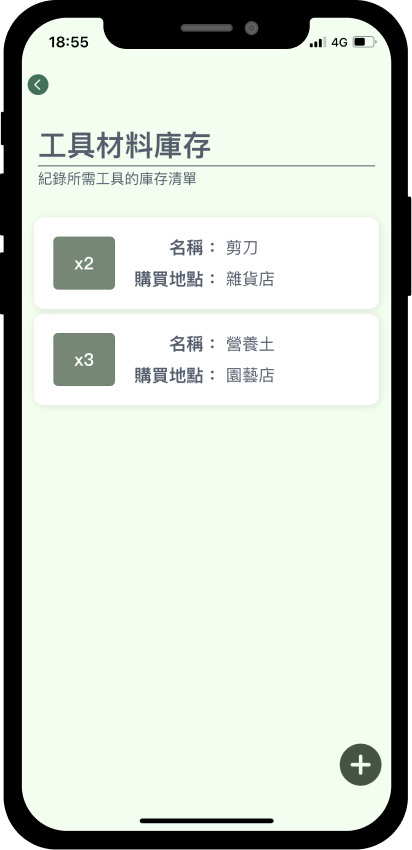 18:55 4G
工具材料庫存
紀錄所需工具的庫存清單
x2
名稱： 剪刀
購買地點： 雜貨店
x3
名稱： 營養土
購買地點： 園藝店